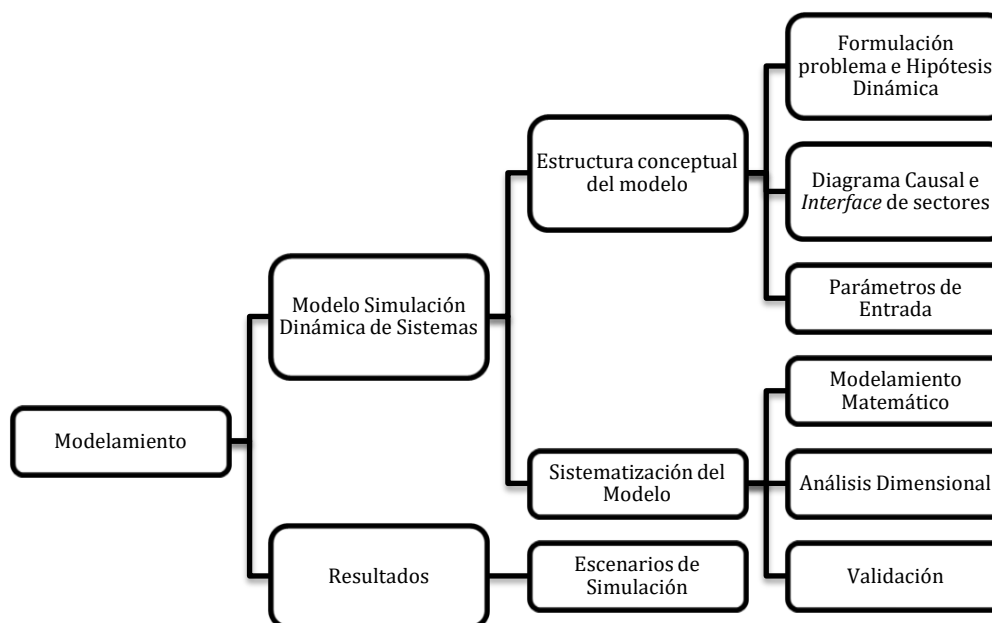 Modelamiento
Modelo Simulación
Dinámica de Sistemas
Estructura conceptual
del modelo
Formulación
problema e Hipótesis
Dinámica
Diagrama Causal e
Interface de sectores
Parámetros de
Entrada
Sistematización del
Modelo
Modelamiento
Matemático
Análisis Dimensional
Validación
Resultados
Escenarios de
Simulación